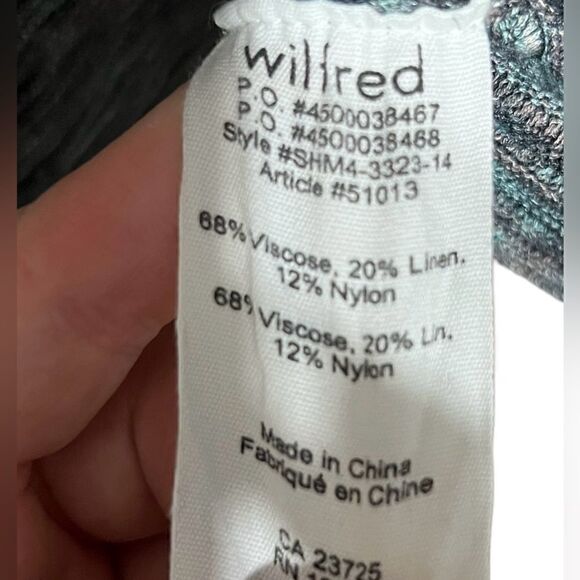 wilfred
P.O. #4500038467
P.O. #4500038468
Style #SHM4-3323-14
Article #51013
68% Viscose, 20% Linen,
12% Nylon
68% Viscose, 20% Lin,
12% Nylon
Made in China
Fabriqué en Chine
CA 23725
RN